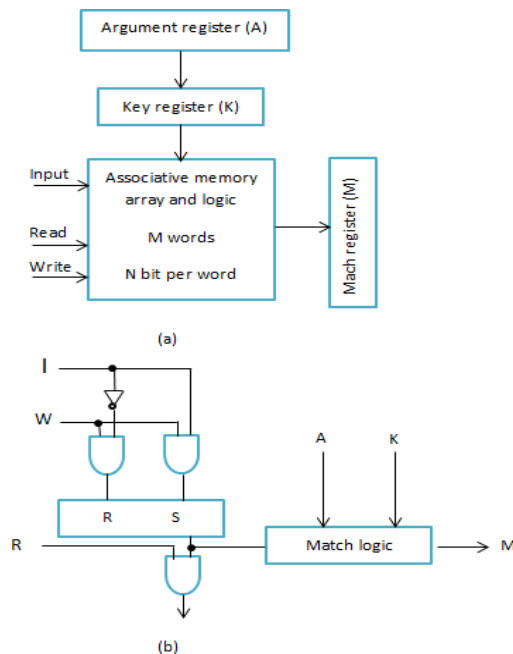 Argument register (A)
Key register (K)
Input
Read
Write
Associative memory
array and logic
M words
N bit per word
Mach register (M)
(a)
I
W
A
K
R
S
R
Match logic
M
(b)